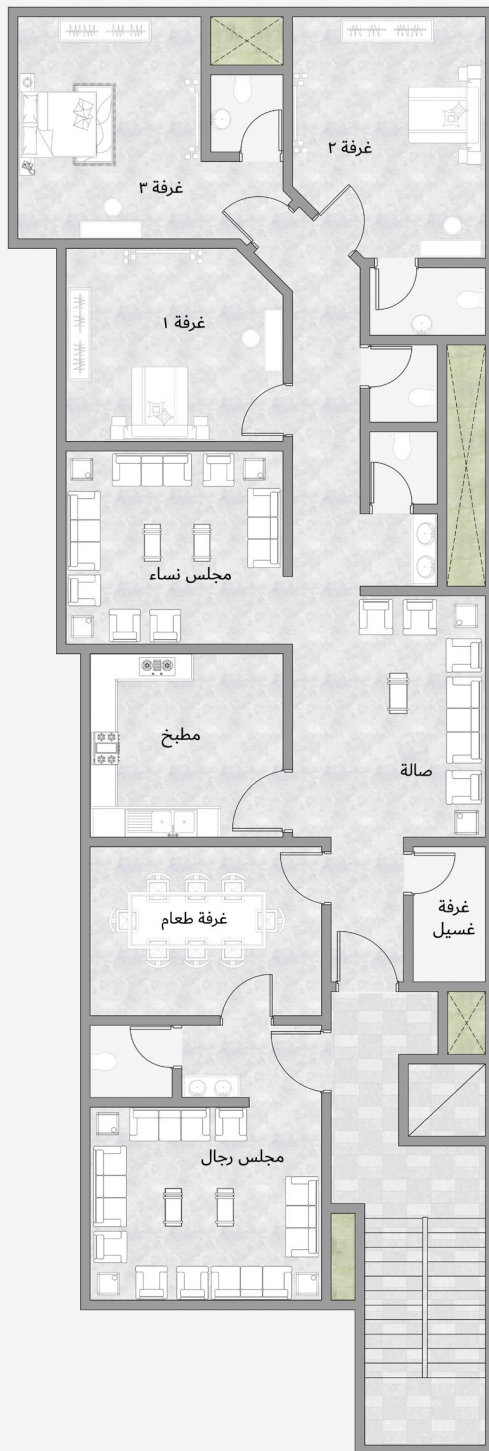 غرفة ٢
غرفة ٣
غرفة ١
مجلس نساء
مطبخ
صالة
غرفة طعام
غرفة
غسيل
مجلس رجال